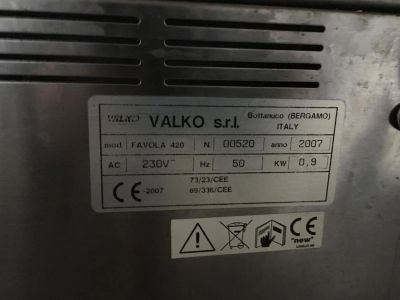 VALKO VALKO s.r.l. Bottanuco (BERGAMO)
ITALY
mod. FAVOLA 420 N. 00520 anno 2007
AC 230V~ Hz 50 KW 0,9
73/23/CEE
CE -2007 89/336/CEE
CE
"new"